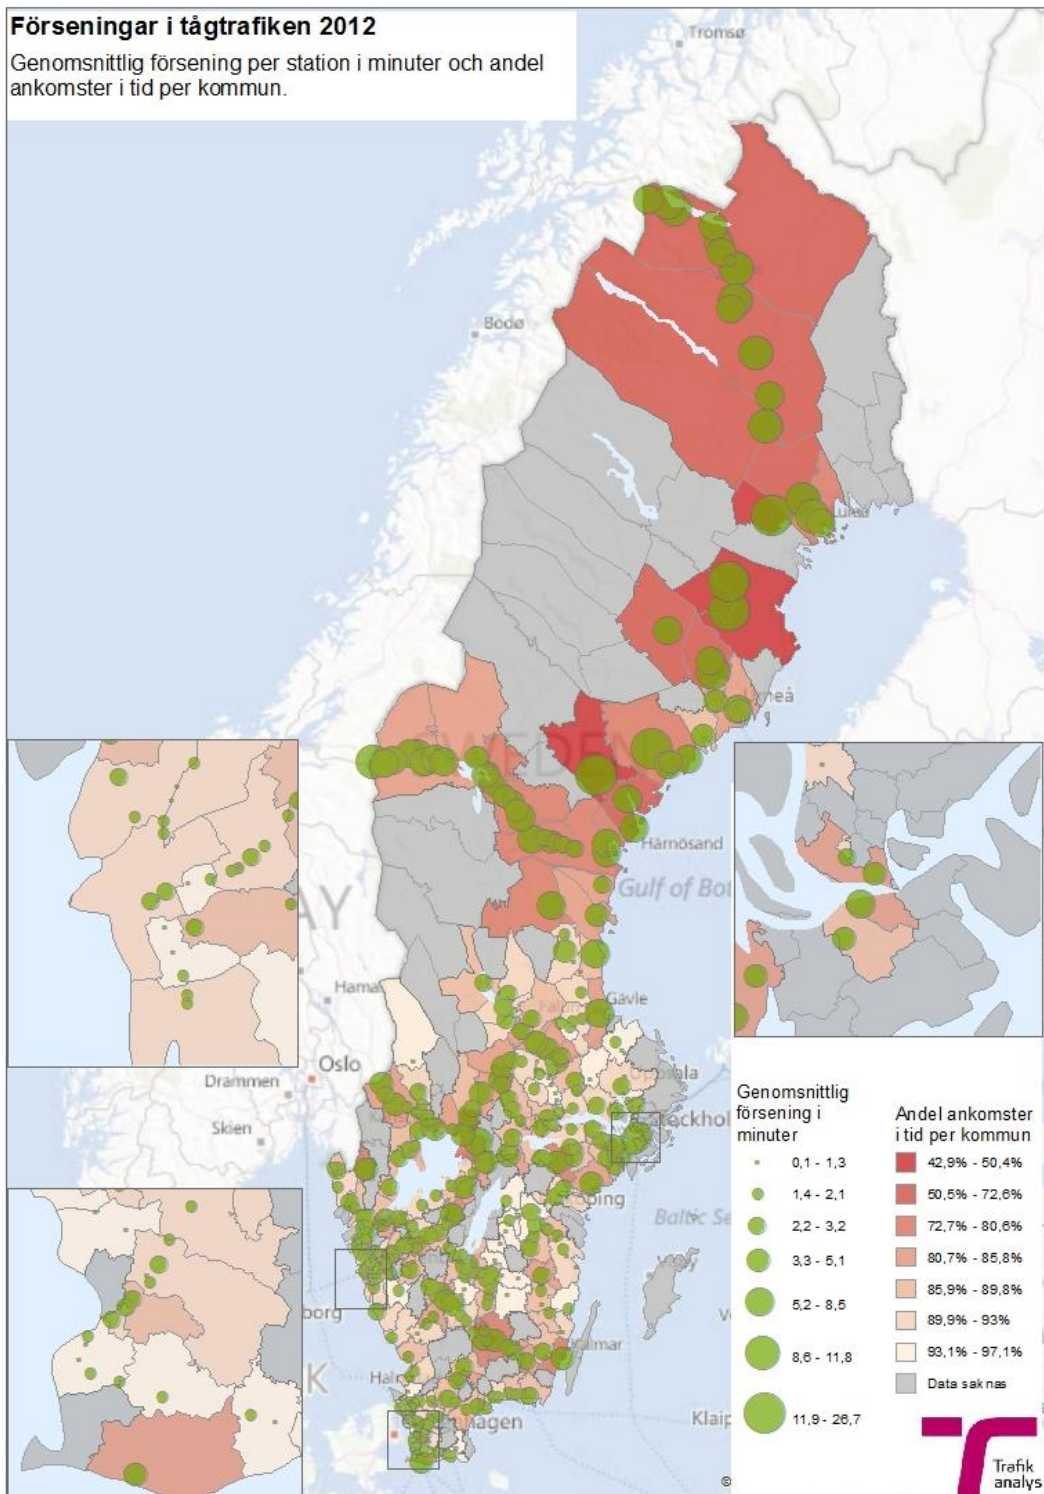 Förseningar i tågtrafiken 2012
Genomsnittlig försening per station i minuter och andel
ankomster i tid per kommun.
Tromsø
Bodø
Luleå
Umeå
SWEDEN
Härnösand
Gulf of Bot
AY
Hama
Gävle
Oslo
Drammen
Uppsala
Skien
Stockhol
köping
Baltic Se
borg
Kalmar
K
Hal
nhagen
Klaip
Genomsnittlig
försening i
minuter
0,1 - 1,3
1,4 - 2,1
2,2 - 3,2
3,3 - 5,1
5,2 - 8,5
8,6 - 11,8
11,9 - 26,7
Andel ankomster
i tid per kommun
42,9% - 50,4%
50,5% - 72,6%
72,7% - 80,6%
80,7% - 85,8%
85,9% - 89,8%
89,9% - 93%
93,1% - 97,1%
Data saknas
©
Trafik
analys